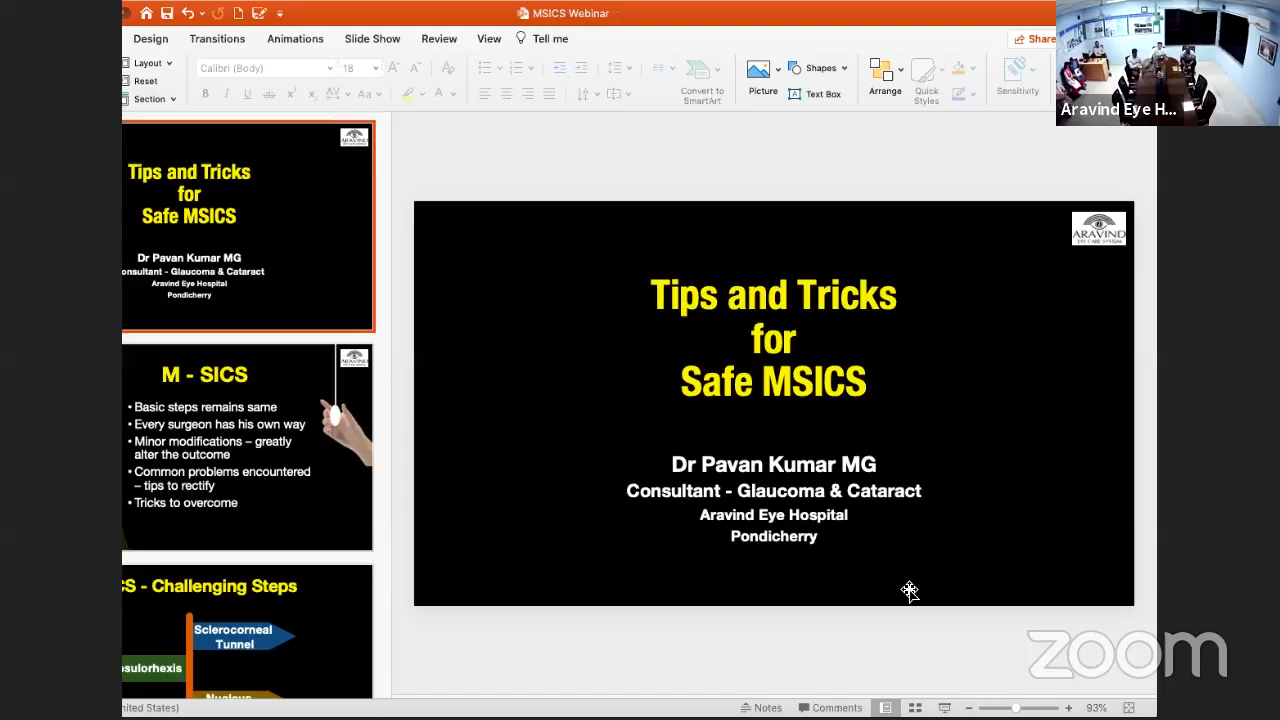 MSICS Webinar
Design Transitions Animations Slide Show Review View Tell me Share
Layout
Reset
Section
Calibri (Body) 18
Convert to
SmartArt
Picture
Shapes
Text Box
Arrange
Quick
Styles
Sensitivity
Aravind Eye H...
ARAVIND
Tips and Tricks
for
Safe MSICS
Dr Pavan Kumar MG
Consultant - Glaucoma & Cataract
Aravind Eye Hospital
Pondicherry
ARAVIND
M - SICS
• Basic steps remains same
• Every surgeon has his own way
• Minor modifications – greatly
alter the outcome
• Common problems encountered
– tips to rectify
• Tricks to overcome
CS - Challenging Steps
Sclerocorneal
Tunnel
psulorhexis
Nucleus
ARAVIND
EYE CARE SYSTEM
Tips and Tricks
for
Safe MSICS
Dr Pavan Kumar MG
Consultant - Glaucoma & Cataract
Aravind Eye Hospital
Pondicherry
zoom
nited States)
Notes Comments 93%